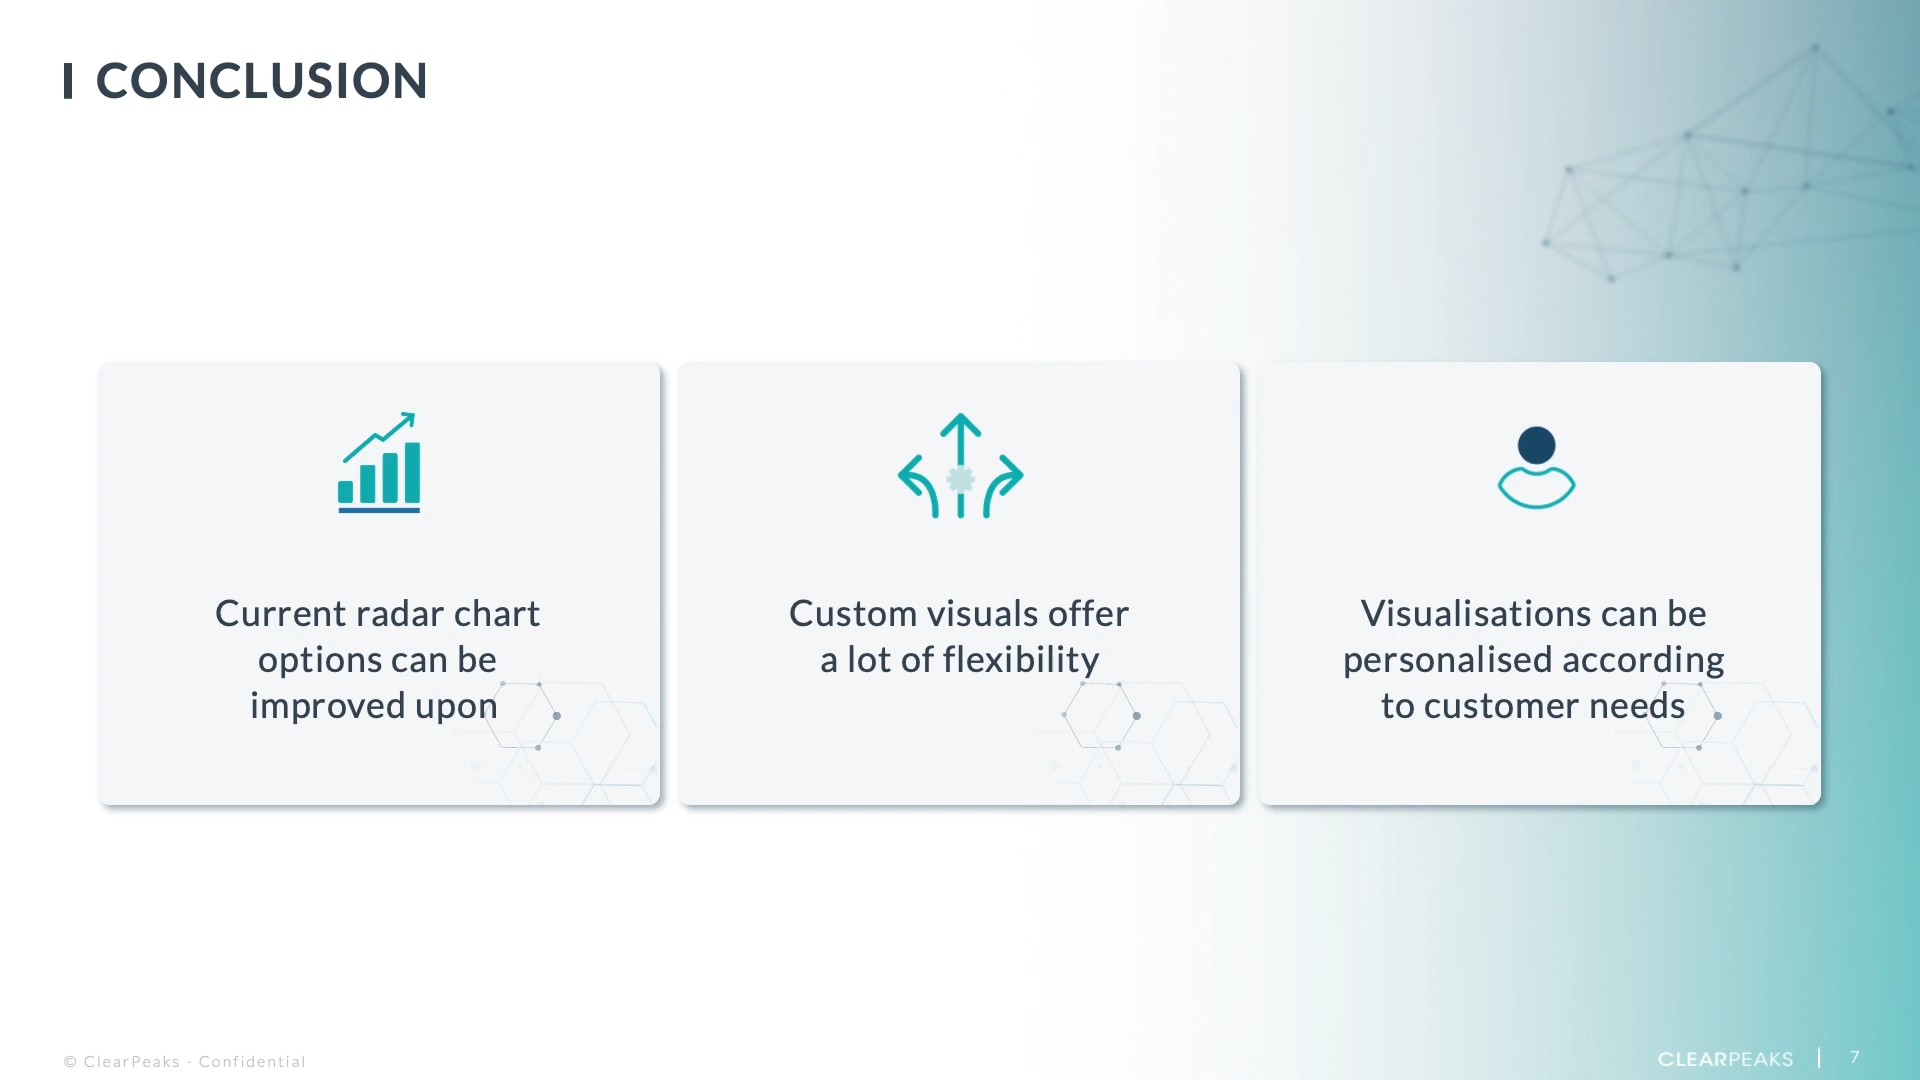 CONCLUSION
Current radar chart
options can be
improved upon
Custom visuals offer
a lot of flexibility
Visualisations can be
personalised according
to customer needs
© ClearPeaks - Confidential
CLEARPEAKS
7